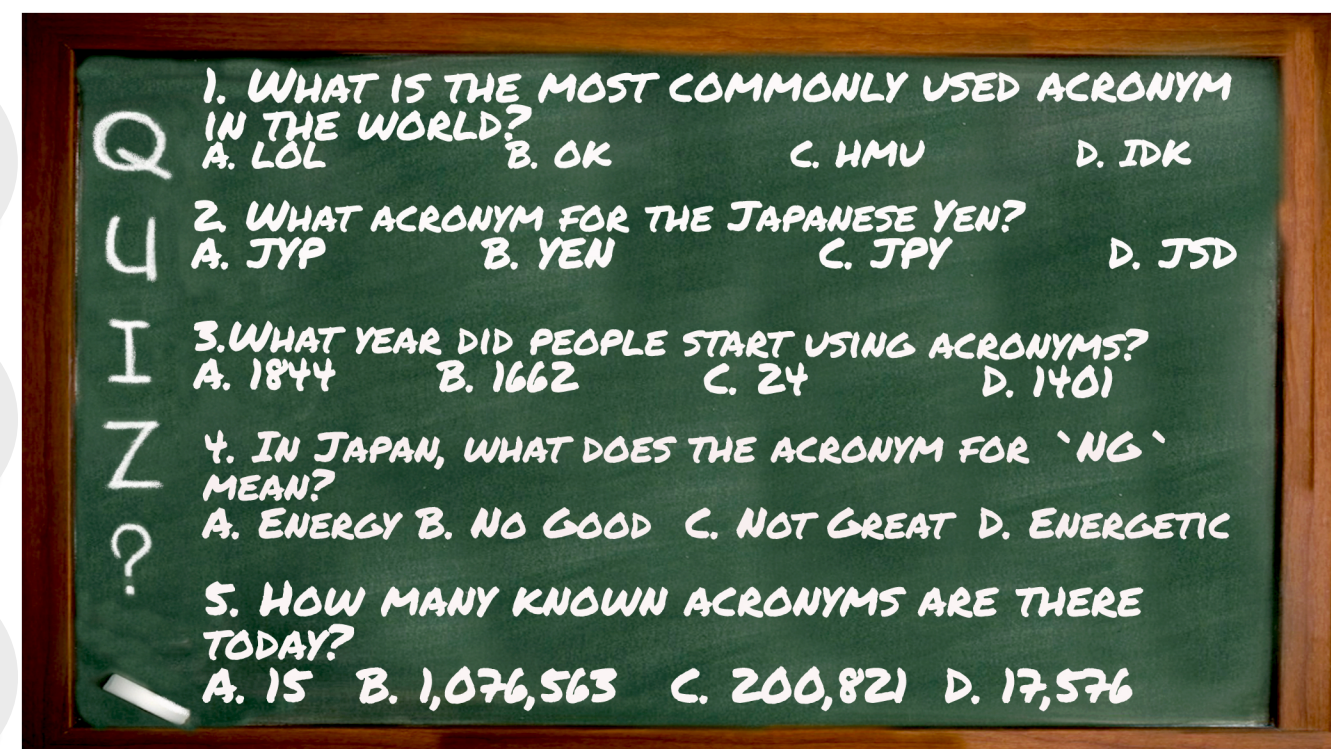 QUIZ?
1. What is the most commonly used acronym
in the world?
A. LOL B. OK C. HMU D. IDK
2. What acronym for the Japanese Yen?
A. JYP B. YEN C. JPY D. JSD
3.What year did people start using acronyms?
A. 1844 B. 1662 C. 24 D. 1401
4. In Japan, what does the acronym for `NG`
mean?
A. Energy B. No Good C. Not Great D. Energetic
5. How many known acronyms are there
today?
A. 15 B. 1,076,563 C. 200,821 D. 17,576